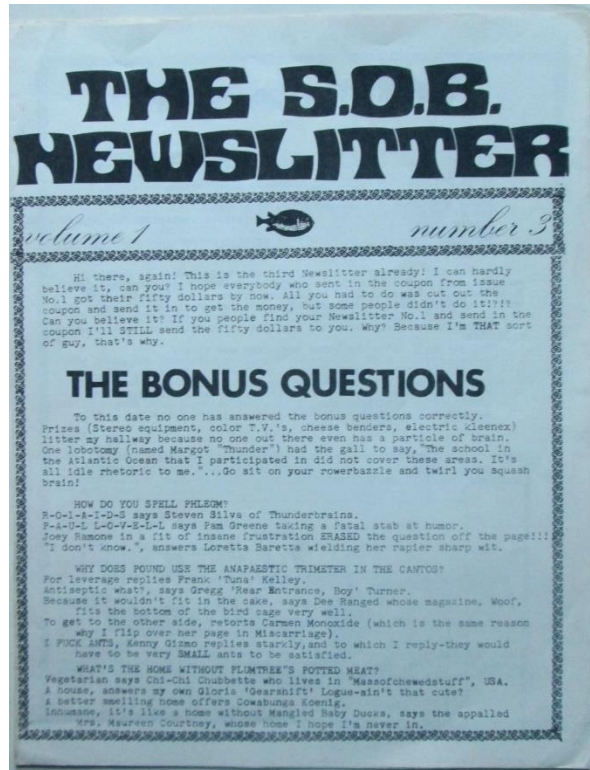 THE S.O.B.
NEWSLITTER
volume 1 number 3
Hi there, again! This is the third Newslitter already! I can hardly
believe it, can you? I hope everybody who sent in the coupon from issue
No.1 got their fifty dollars by now. All you had to do was cut out the
coupon and send it in to get the money, but some people didn't do it!?!?
Can you believe it? If you people find your Newslitter No.1 and send in the
coupon I'll STILL send the fifty dollars to you. Why? Because I'm THAT sort
of guy, that's why.
THE BONUS QUESTIONS
To this date no one has answered the bonus questions correctly.
Prizes (Stereo equipment, color T.V.'s, cheese benders, electric kleenex)
litter my hallway because no one out there even has a particle of brain.
One lobotomy (named Margot "Thunder") had the gall to say,"The school in
the Atlantic Ocean that I participated in did not cover these areas. It's
all idle rhetoric to me."...Go sit on your rowerbazzle and twirl you squash
brain!
HOW DO YOU SPELL PHLEGM?
R-G-L-A-I-D-S says Steven Silva of Thunderbrains.
P-A-U-L L-O-V-E-L-L says Pam Greene taking a fatal stab at humor.
Joey Ramone in a fit of insane frustration ERASED the question off the page!!!
"I don't know.", answers Loretta Baretta wielding her rapier sharp wit.
WHY DOES POUND USE THE ANAPAESTIC TRIMETER IN THE CANTOS?
For leverage replies Frank 'Tuna' Kelley.
Antiseptic what?, says Gregg 'Rear Entrance, Boy' Turner.
Because it wouldn't fit in the cake, says Dee Ranged whose magazine, Woof,
fits the bottom of the bird cage very well.
To get to the other side, retorts Carmen Monoxide (which is the same reason
why I flip over her page in Miscarriage).
I FUCK ANTS, Kenny Gizmo replies starkly,and to which I reply-they would
have to be very SMALL ants to be satisfied.
WHAT'S THE HOME WITHOUT PLUMTREE'S POTTED MEAT?
Vegetarian says Chi-Chi Chubbette who lives in "Massofchewedstuff", USA.
A house, answers my own Gloria 'Gearshift' Logue-ain't that cute?
A better smelling home offers Cowabunga Koenig.
Inhumane, it's like a home without Mangled Baby Ducks, says the appalled
Mrs. Maureen Courtney, whose home I hope I'm never in.